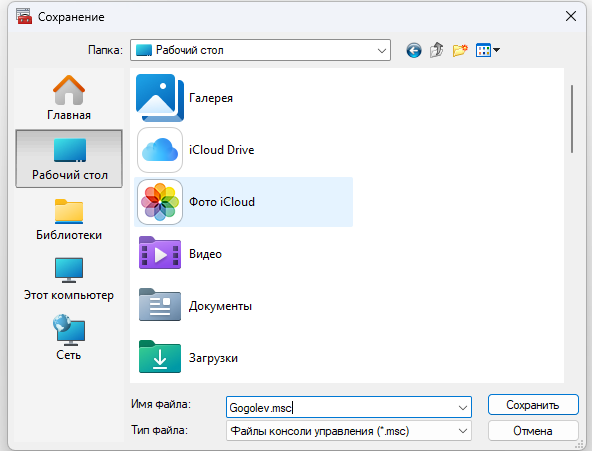 Сохранение
Папка: Рабочий стол
Главная
Рабочий стол
Библиотеки
Этот компьютер
Сеть
Галерея
iCloud Drive
Фото iCloud
Видео
Документы
Загрузки
Имя файла: Gogolev.msc Сохранить
Тип файла: Файлы консоли управления (*.msc) Отмена